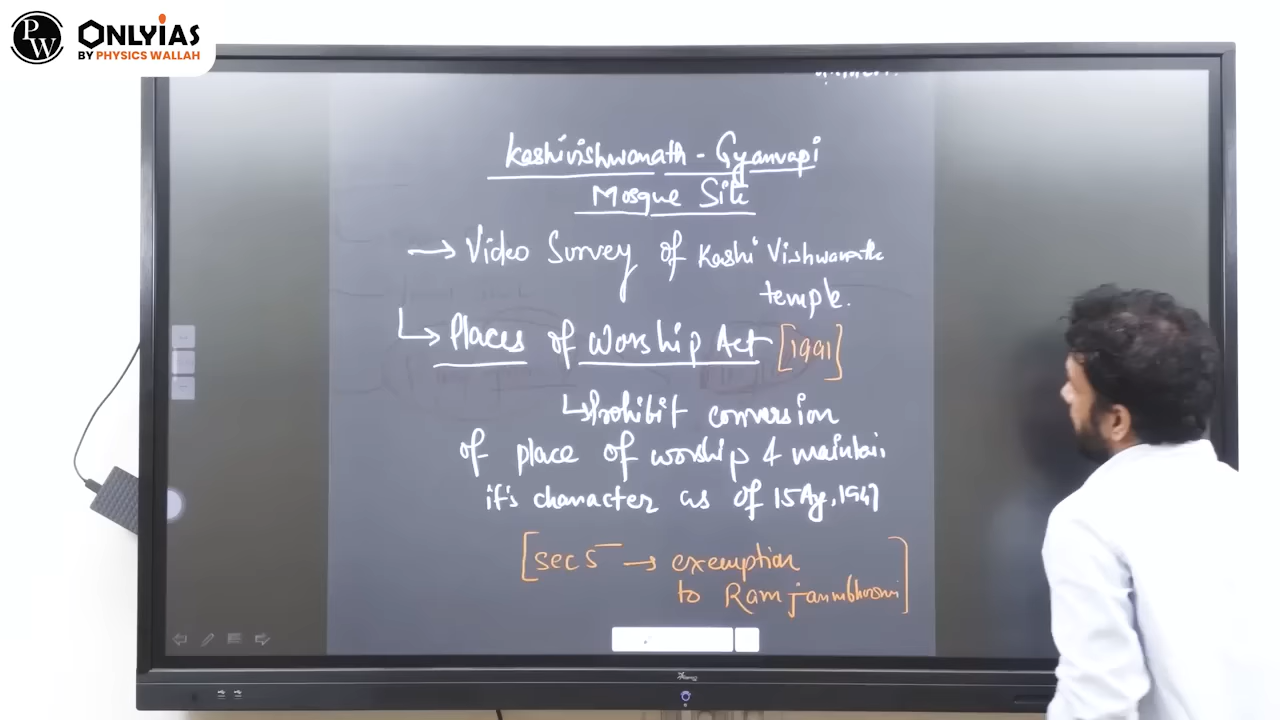 PW
ONLYIAS
BY PHYSICS WALLAH
Kashivishwanath - Gyanvapi
Mosque Site
→ Video Survey of Kashi Vishwanath
temple.
↳ Places of Worship Act [1991]
↳ Prohibit conversion
of place of worship & maintain
it's character as of 15 Ag, 1947
[sec 5 → exemption
to Ram janmbhoomi]